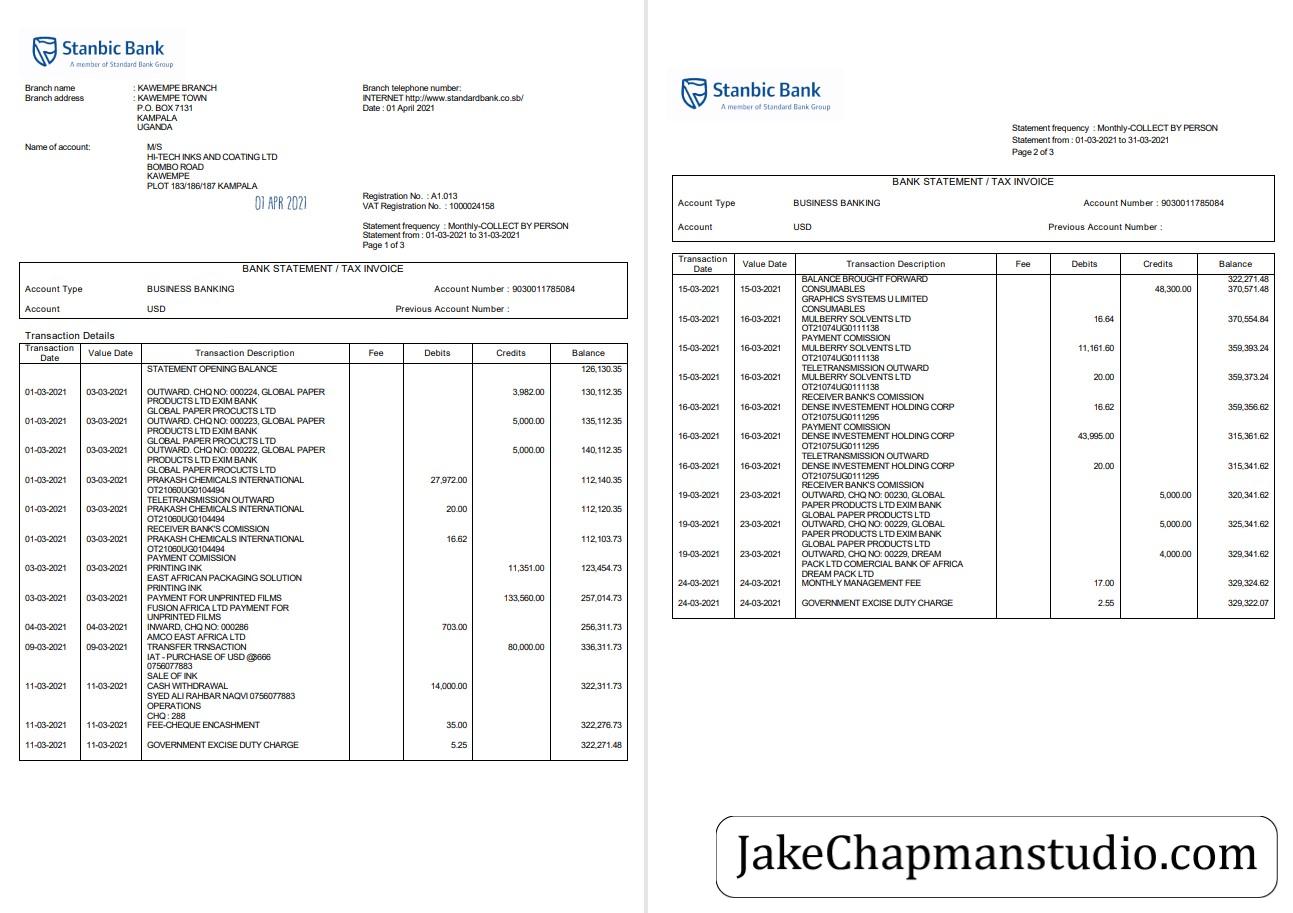 Stanbic Bank
A member of Standard Bank Group
Branch name : KAWEMPE BRANCH
Branch address : KAWEMPE TOWN
P.O. BOX 7131
KAMPALA
UGANDA
Branch telephone number:
INTERNET http://www.standardbank.co.sb/
Date : 01 April 2021
Name of account: M/S
HI-TECH INKS AND COATING LTD
BOMBO ROAD
KAWEMPE
PLOT 183/186/187 KAMPALA
01 APR 2021
Registration No. : A1.013
VAT Registration No. : 1000024158
Statement frequency : Monthly-COLLECT BY PERSON
Statement from : 01-03-2021 to 31-03-2021
Page 1 of 3
BANK STATEMENT / TAX INVOICE
Account Type BUSINESS BANKING Account Number : 9030011785084
Account USD Previous Account Number :
Transaction Details
Transaction Date Value Date Transaction Description Fee Debits Credits Balance
STATEMENT OPENING BALANCE 126,130.35
01-03-2021 03-03-2021 OUTWARD. CHQ NO: 000224, GLOBAL PAPER 3,982.00 130,112.35
PRODUCTS LTD EXIM BANK
GLOBAL PAPER PROCUCTS LTD
01-03-2021 03-03-2021 OUTWARD. CHQ NO: 000223, GLOBAL PAPER 5,000.00 135,112.35
PRODUCTS LTD EXIM BANK
GLOBAL PAPER PROCUCTS LTD
01-03-2021 03-03-2021 OUTWARD. CHQ NO: 000222, GLOBAL PAPER 5,000.00 140,112.35
PRODUCTS LTD EXIM BANK
GLOBAL PAPER PROCUCTS LTD
01-03-2021 03-03-2021 PRAKASH CHEMICALS INTERNATIONAL 27,972.00 112,140.35
OT21060UG0104494
TELETRANSMISSION OUTWARD
01-03-2021 03-03-2021 PRAKASH CHEMICALS INTERNATIONAL 20.00 112,120.35
OT21060UG0104494
RECEIVER BANK'S COMISSION
01-03-2021 03-03-2021 PRAKASH CHEMICALS INTERNATIONAL 16.62 112,103.73
OT21060UG0104494
PAYMENT COMISSION
03-03-2021 03-03-2021 PRINTING INK 11,351.00 123,454.73
EAST AFRICAN PACKAGING SOLUTION
PRINTING INK
03-03-2021 03-03-2021 PAYMENT FOR UNPRINTED FILMS 133,560.00 257,014.73
FUSION AFRICA LTD PAYMENT FOR
UNPRINTED FILMS
04-03-2021 04-03-2021 INWARD, CHQ NO: 000286 703.00 256,311.73
AMCO EAST AFRICA LTD
09-03-2021 09-03-2021 TRANSFER TRNSACTION 80,000.00 336,311.73
IAT - PURCHASE OF USD @3666
0756077883
SALE OF INK
11-03-2021 11-03-2021 CASH WITHDRAWAL 14,000.00 322,311.73
SYED ALI RAHBAR NAQVI 0756077883
OPERATIONS
CHQ : 288
11-03-2021 11-03-2021 FEE-CHEQUE ENCASHMENT 35.00 322,276.73
11-03-2021 11-03-2021 GOVERNMENT EXCISE DUTY CHARGE 5.25 322,271.48
Stanbic Bank
A member of Standard Bank Group
Statement frequency : Monthly-COLLECT BY PERSON
Statement from : 01-03-2021 to 31-03-2021
Page 2 of 3
BANK STATEMENT / TAX INVOICE
Account Type BUSINESS BANKING Account Number : 9030011785084
Account USD Previous Account Number :
Transaction Date Value Date Transaction Description Fee Debits Credits Balance
BALANCE BROUGHT FORWARD 322,271.48
15-03-2021 15-03-2021 CONSUMABLES 48,300.00 370,571.48
GRAPHICS SYSTEMS U LIMITED
CONSUMABLES
15-03-2021 16-03-2021 MULBERRY SOLVENTS LTD 16.64 370,554.84
OT21074UG0111138
PAYMENT COMISSION
15-03-2021 16-03-2021 MULBERRY SOLVENTS LTD 11,161.60 359,393.24
OT21074UG0111138
TELETRANSMISSION OUTWARD
15-03-2021 16-03-2021 MULBERRY SOLVENTS LTD 20.00 359,373.24
OT21074UG0111138
RECEIVER BANK'S COMISSION
16-03-2021 16-03-2021 DENSE INVESTEMENT HOLDING CORP 16.62 359,356.62
OT21075UG0111295
PAYMENT COMISSION
16-03-2021 16-03-2021 DENSE INVESTEMENT HOLDING CORP 43,995.00 315,361.62
OT21075UG0111295
TELETRANSMISSION OUTWARD
16-03-2021 16-03-2021 DENSE INVESTEMENT HOLDING CORP 20.00 315,341.62
OT21075UG0111295
RECEIVER BANK'S COMISSION
19-03-2021 23-03-2021 OUTWARD, CHQ NO: 00230, GLOBAL 5,000.00 320,341.62
PAPER PRODUCTS LTD EXIM BANK
GLOBAL PAPER PRODUCTS LTD
19-03-2021 23-03-2021 OUTWARD, CHQ NO: 00229, GLOBAL 5,000.00 325,341.62
PAPER PRODUCTS LTD EXIM BANK
GLOBAL PAPER PRODUCTS LTD
19-03-2021 23-03-2021 OUTWARD, CHQ NO: 00229, DREAM 4,000.00 329,341.62
PACK LTD COMERCIAL BANK OF AFRICA
DREAM PACK LTD
24-03-2021 24-03-2021 MONTHLY MANAGEMENT FEE 17.00 329,324.62
24-03-2021 24-03-2021 GOVERNMENT EXCISE DUTY CHARGE 2.55 329,322.07
JakeChapmanstudio.com